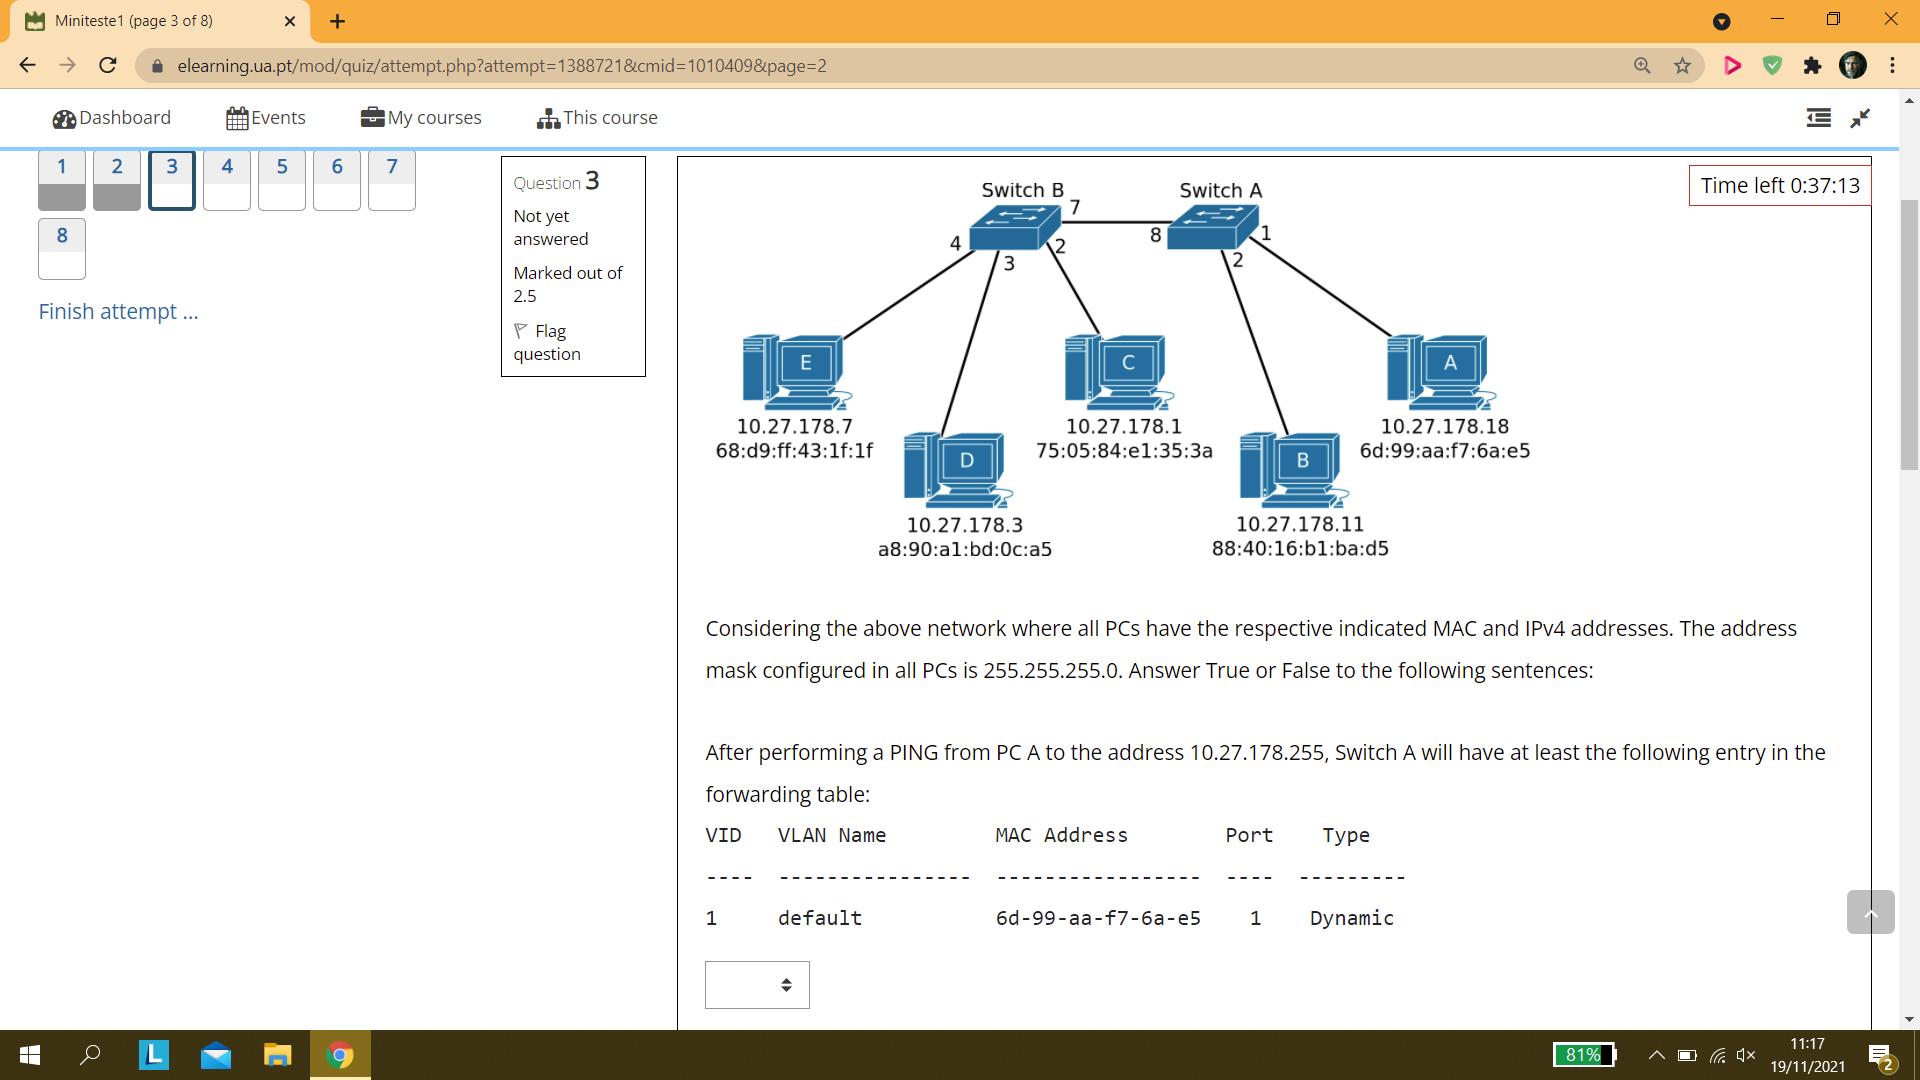 Miniteste1 (page 3 of 8)
elearning.ua.pt/mod/quiz/attempt.php?attempt=1388721&cmid=1010409&page=2
Dashboard Events My courses This course
1 2 3 4 5 6 7
8
Finish attempt ...
Question 3
Not yet
answered
Marked out of
2.5
Flag
question
Time left 0:37:13
Switch B Switch A
7
8
4
3
2
1
2
E
10.27.178.7
68:d9:ff:43:1f:1f
C
10.27.178.1
75:05:84:e1:35:3a
A
10.27.178.18
6d:99:aa:f7:6a:e5
D
10.27.178.3
a8:90:a1:bd:0c:a5
B
10.27.178.11
88:40:16:b1:ba:d5
Considering the above network where all PCs have the respective indicated MAC and IPv4 addresses. The address
mask configured in all PCs is 255.255.255.0. Answer True or False to the following sentences:
After performing a PING from PC A to the address 10.27.178.255, Switch A will have at least the following entry in the
forwarding table:
VID VLAN Name MAC Address Port Type
---- ---------------- ----------------- ---- ---------
1 default 6d-99-aa-f7-6a-e5 1 Dynamic
L
81%
11:17
19/11/2021
2